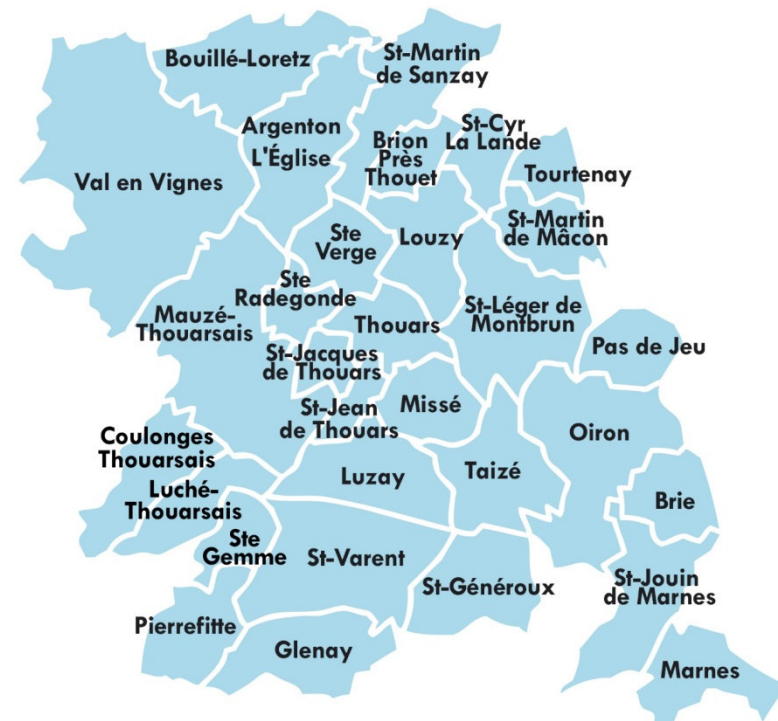 Bouillé-Loretz
St-Martin
de Sanzay
Argenton
L'Église
St-Cyr
La Lande
Brion
Près
Thouet
Tourtenay
Val en Vignes
St-Martin
de Mâcon
Ste
Verge
Louzy
Ste
Radegonde
Mauzé-
Thouarsais
Thouars
St-Léger de
Montbrun
Pas de Jeu
St-Jacques
de Thouars
St-Jean
de Thouars
Missé
Oiron
Coulonges
Thouarsais
Luzay
Taizé
Luché-
Thouarsais
Brie
Ste
Gemme
St-Varent
St-Généroux
St-Jouin
de Marnes
Pierrefitte
Glenay
Marnes